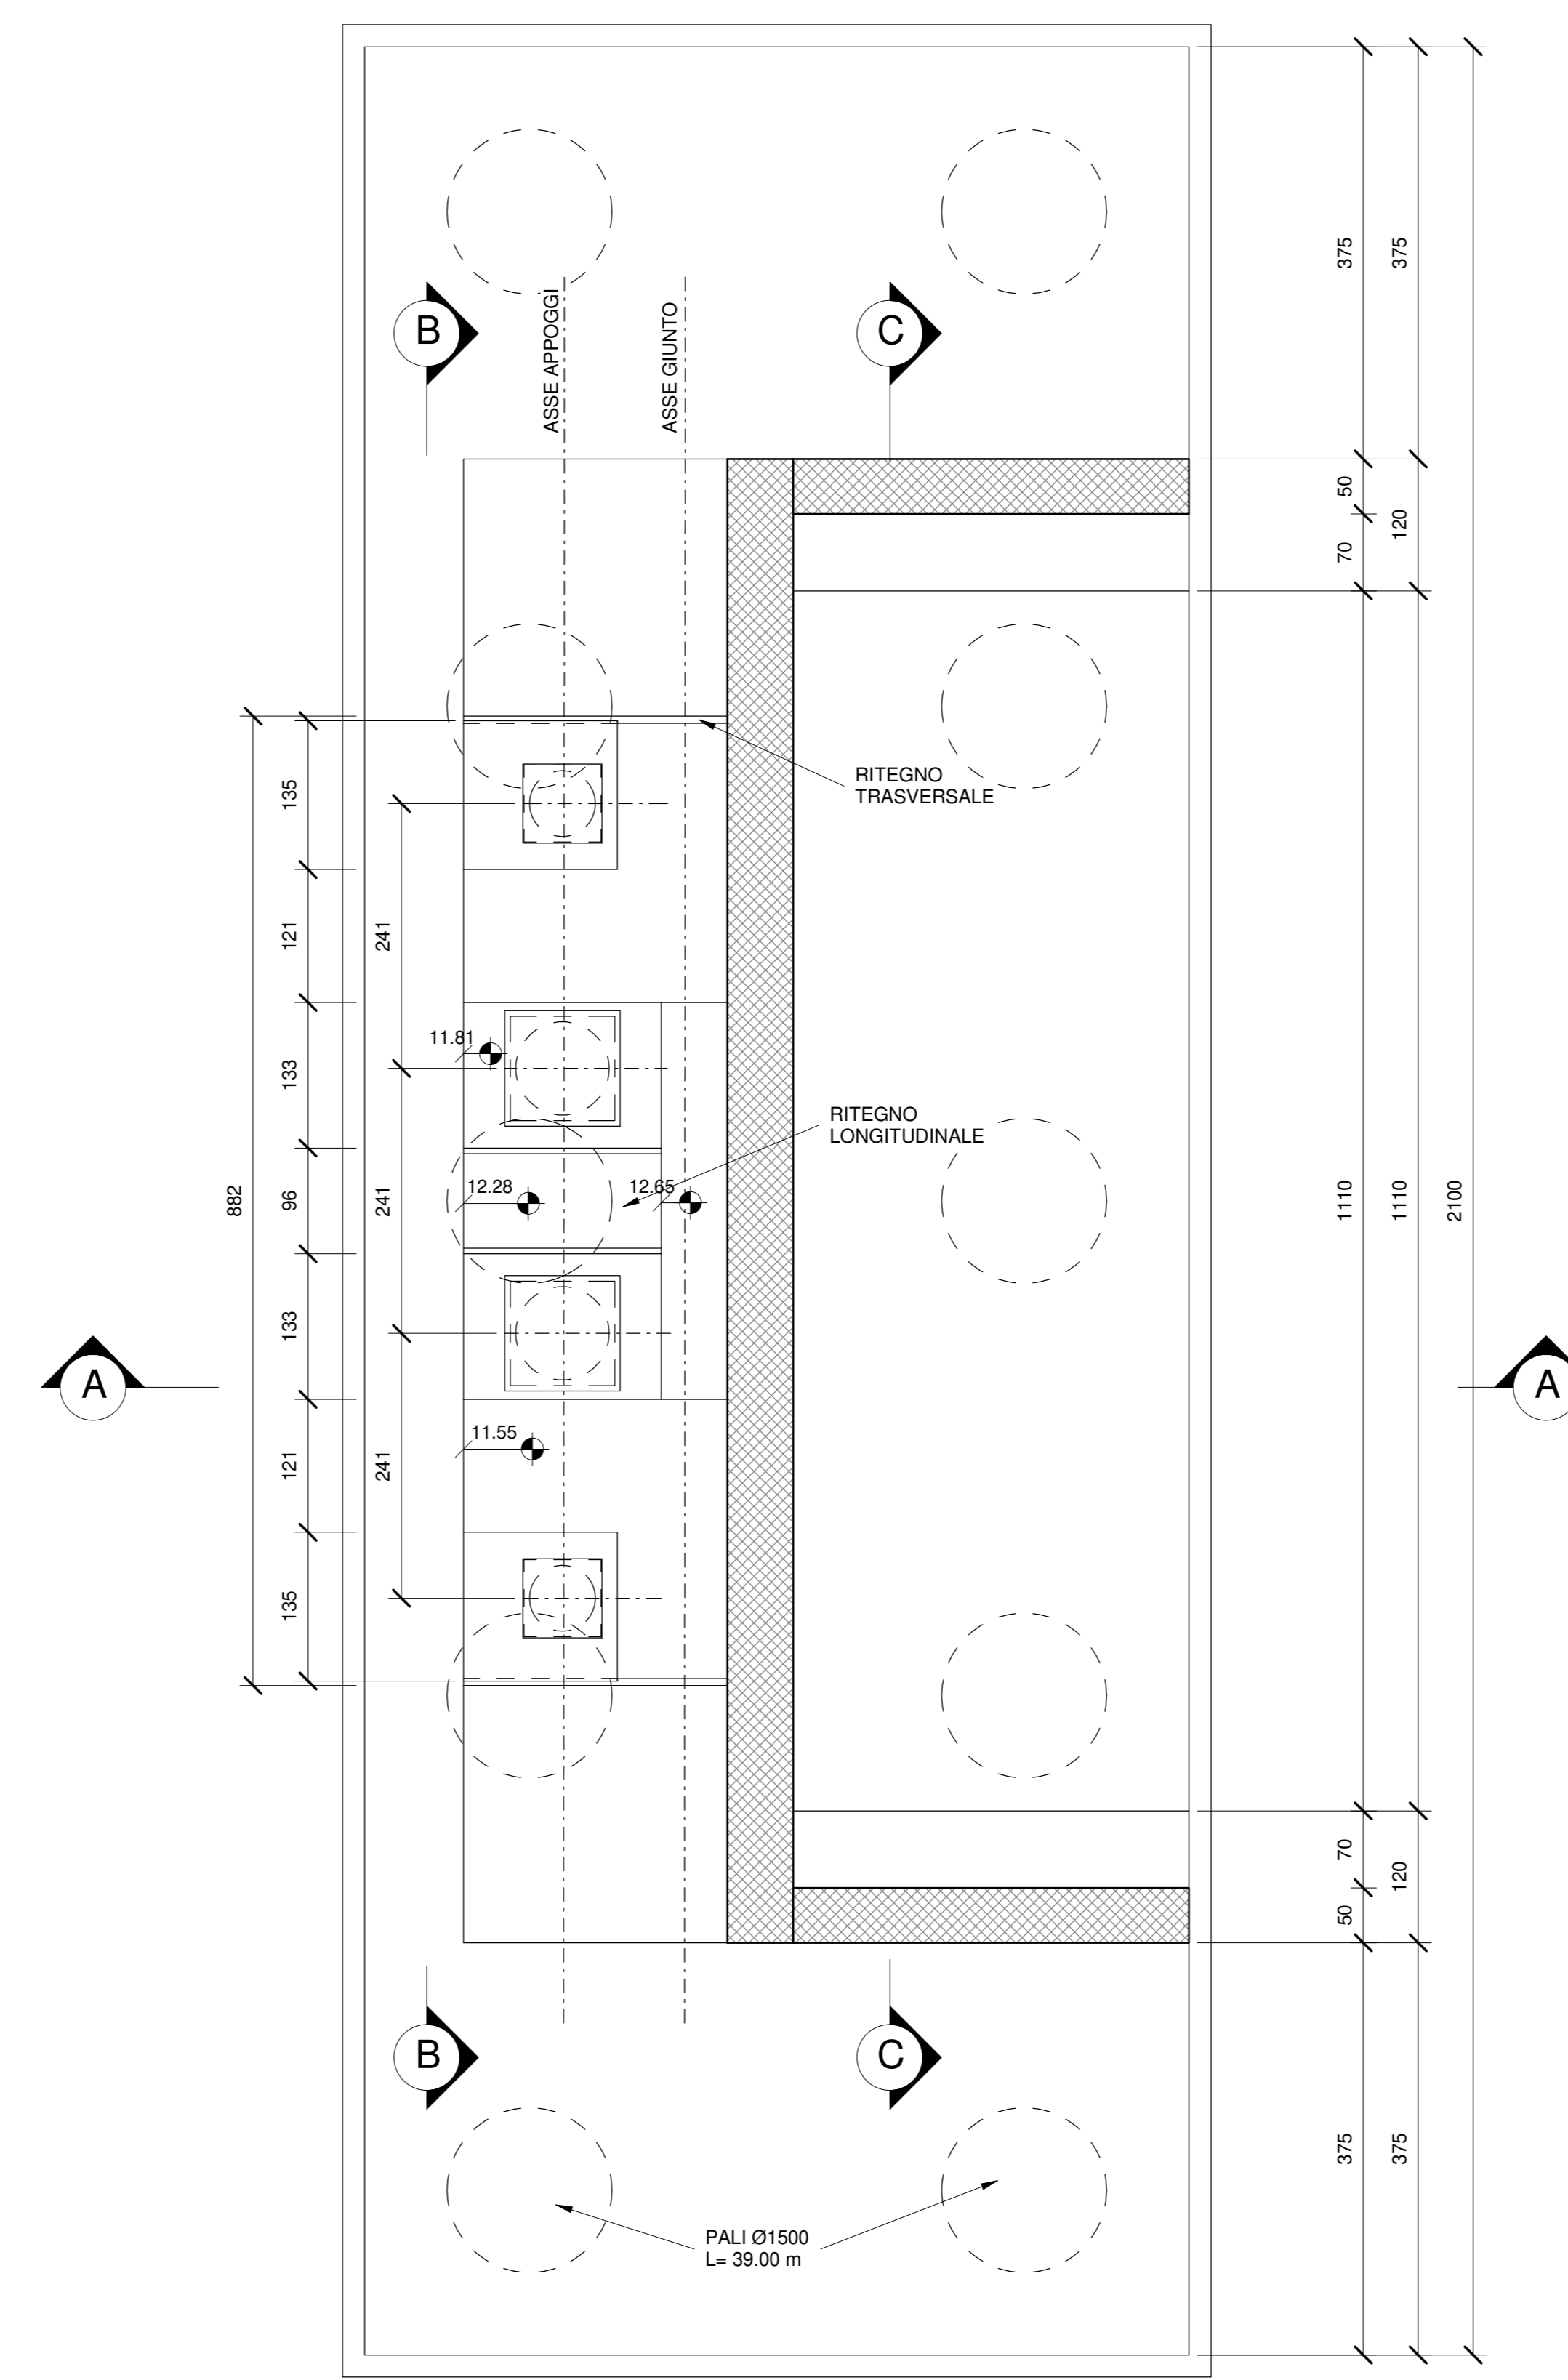 375
375
B
ASSE APPOGGI
ASSE GIUNTO
C
50
120
70
RITEGNO
TRASVERSALE
135
121
241
11.81
133
RITEGNO
LONGITUDINALE
12.28
12.65
882
96
241
1110
1110
2100
133
A
A
11.55
121
241
135
70
120
50
B
C
375
375
PALI Ø1500
L= 39.00 m